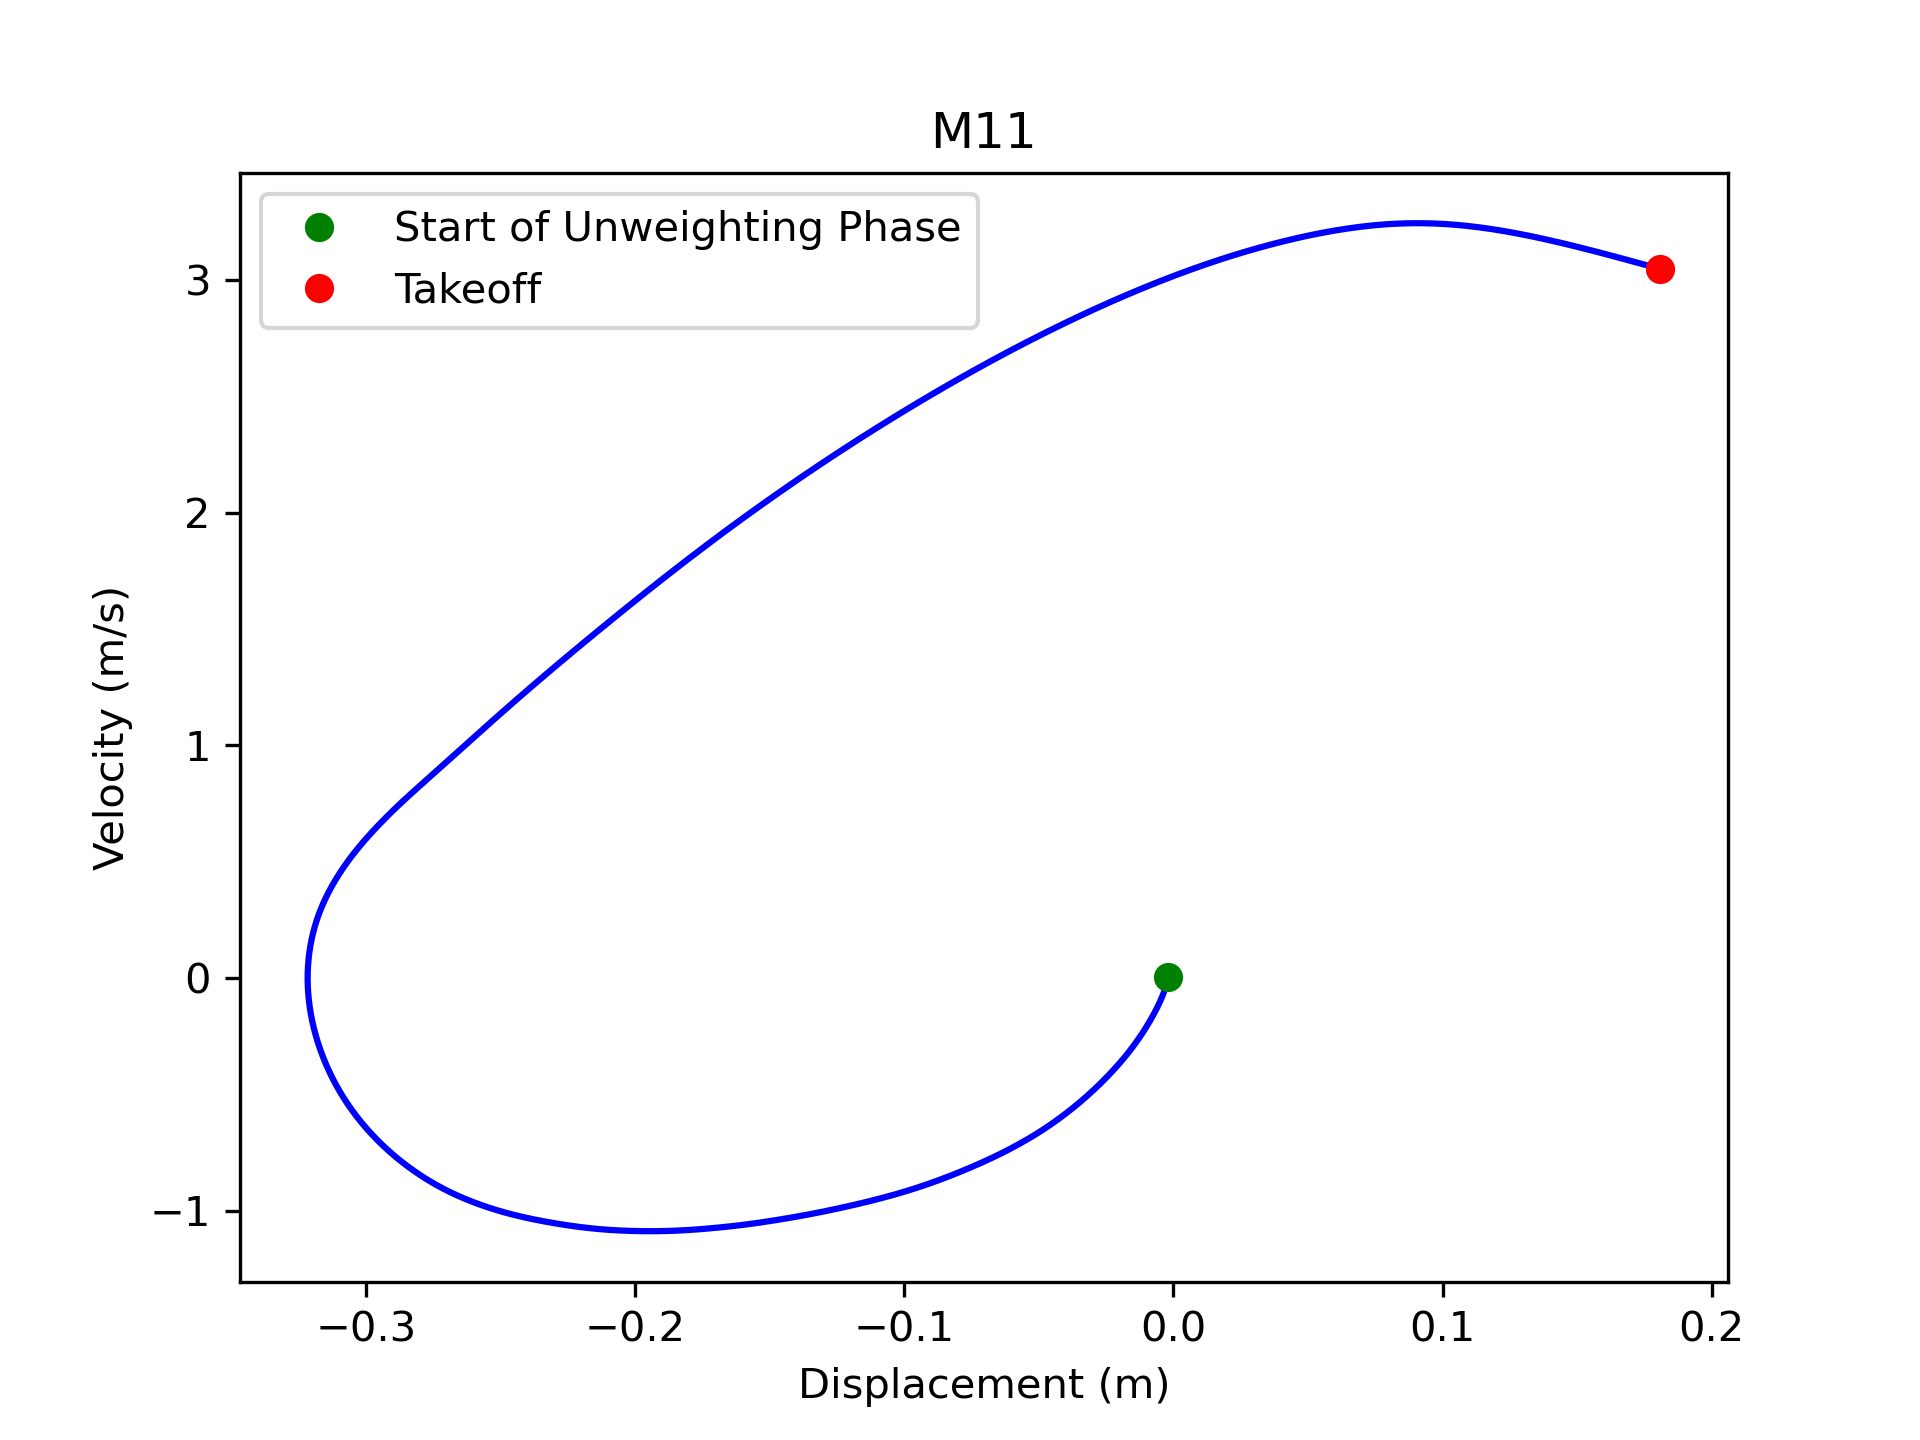 M11
Start of Unweighting Phase
Takeoff
3
2
1
0
−1
Velocity (m/s)
−0.3 −0.2 −0.1 0.0 0.1 0.2
Displacement (m)